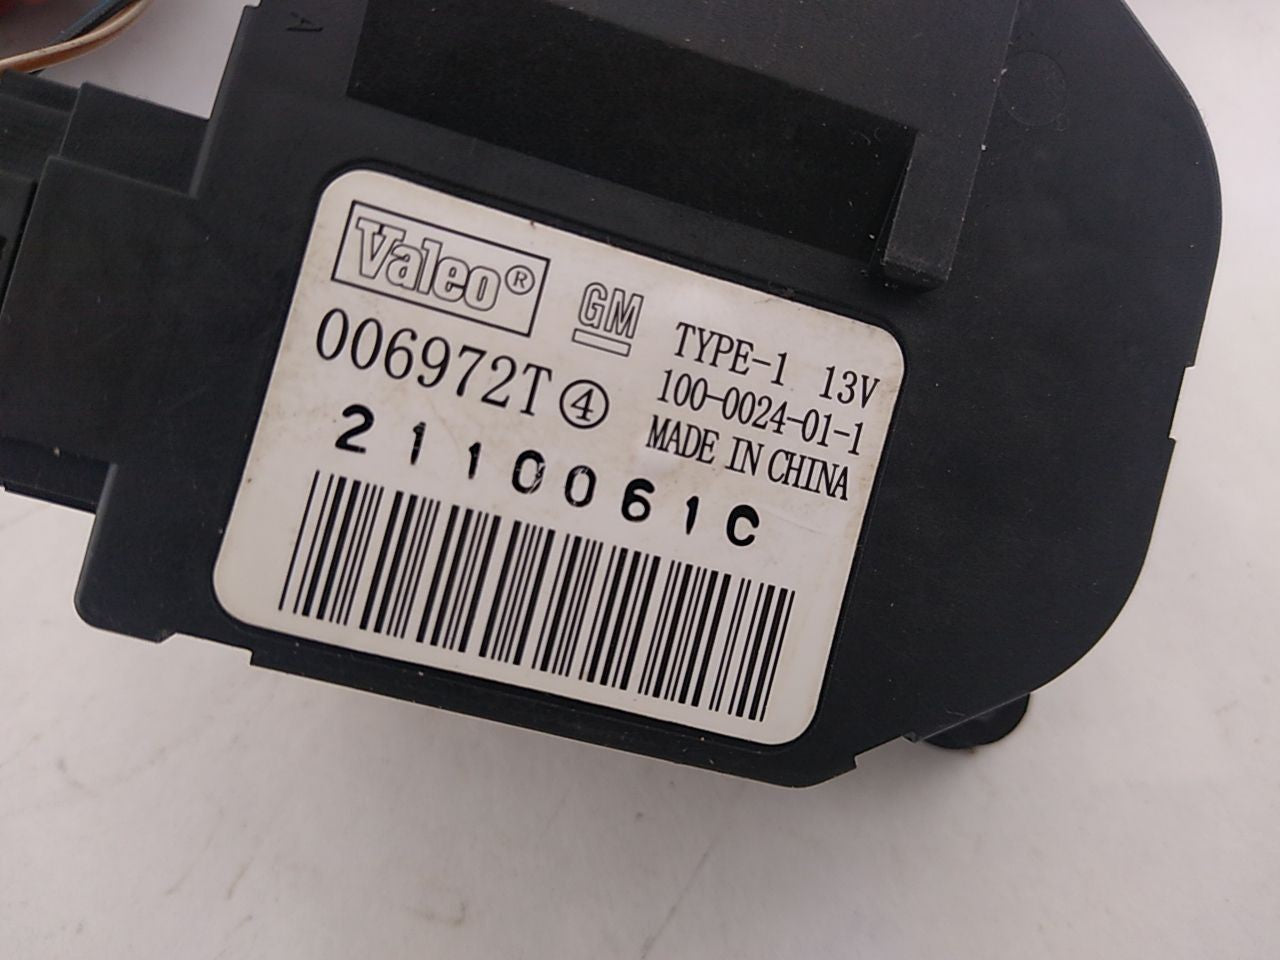 A
Valeo®
GM
TYPE-1 13V
006972T ④
100-0024-01-1
MADE IN CHINA
2110061C